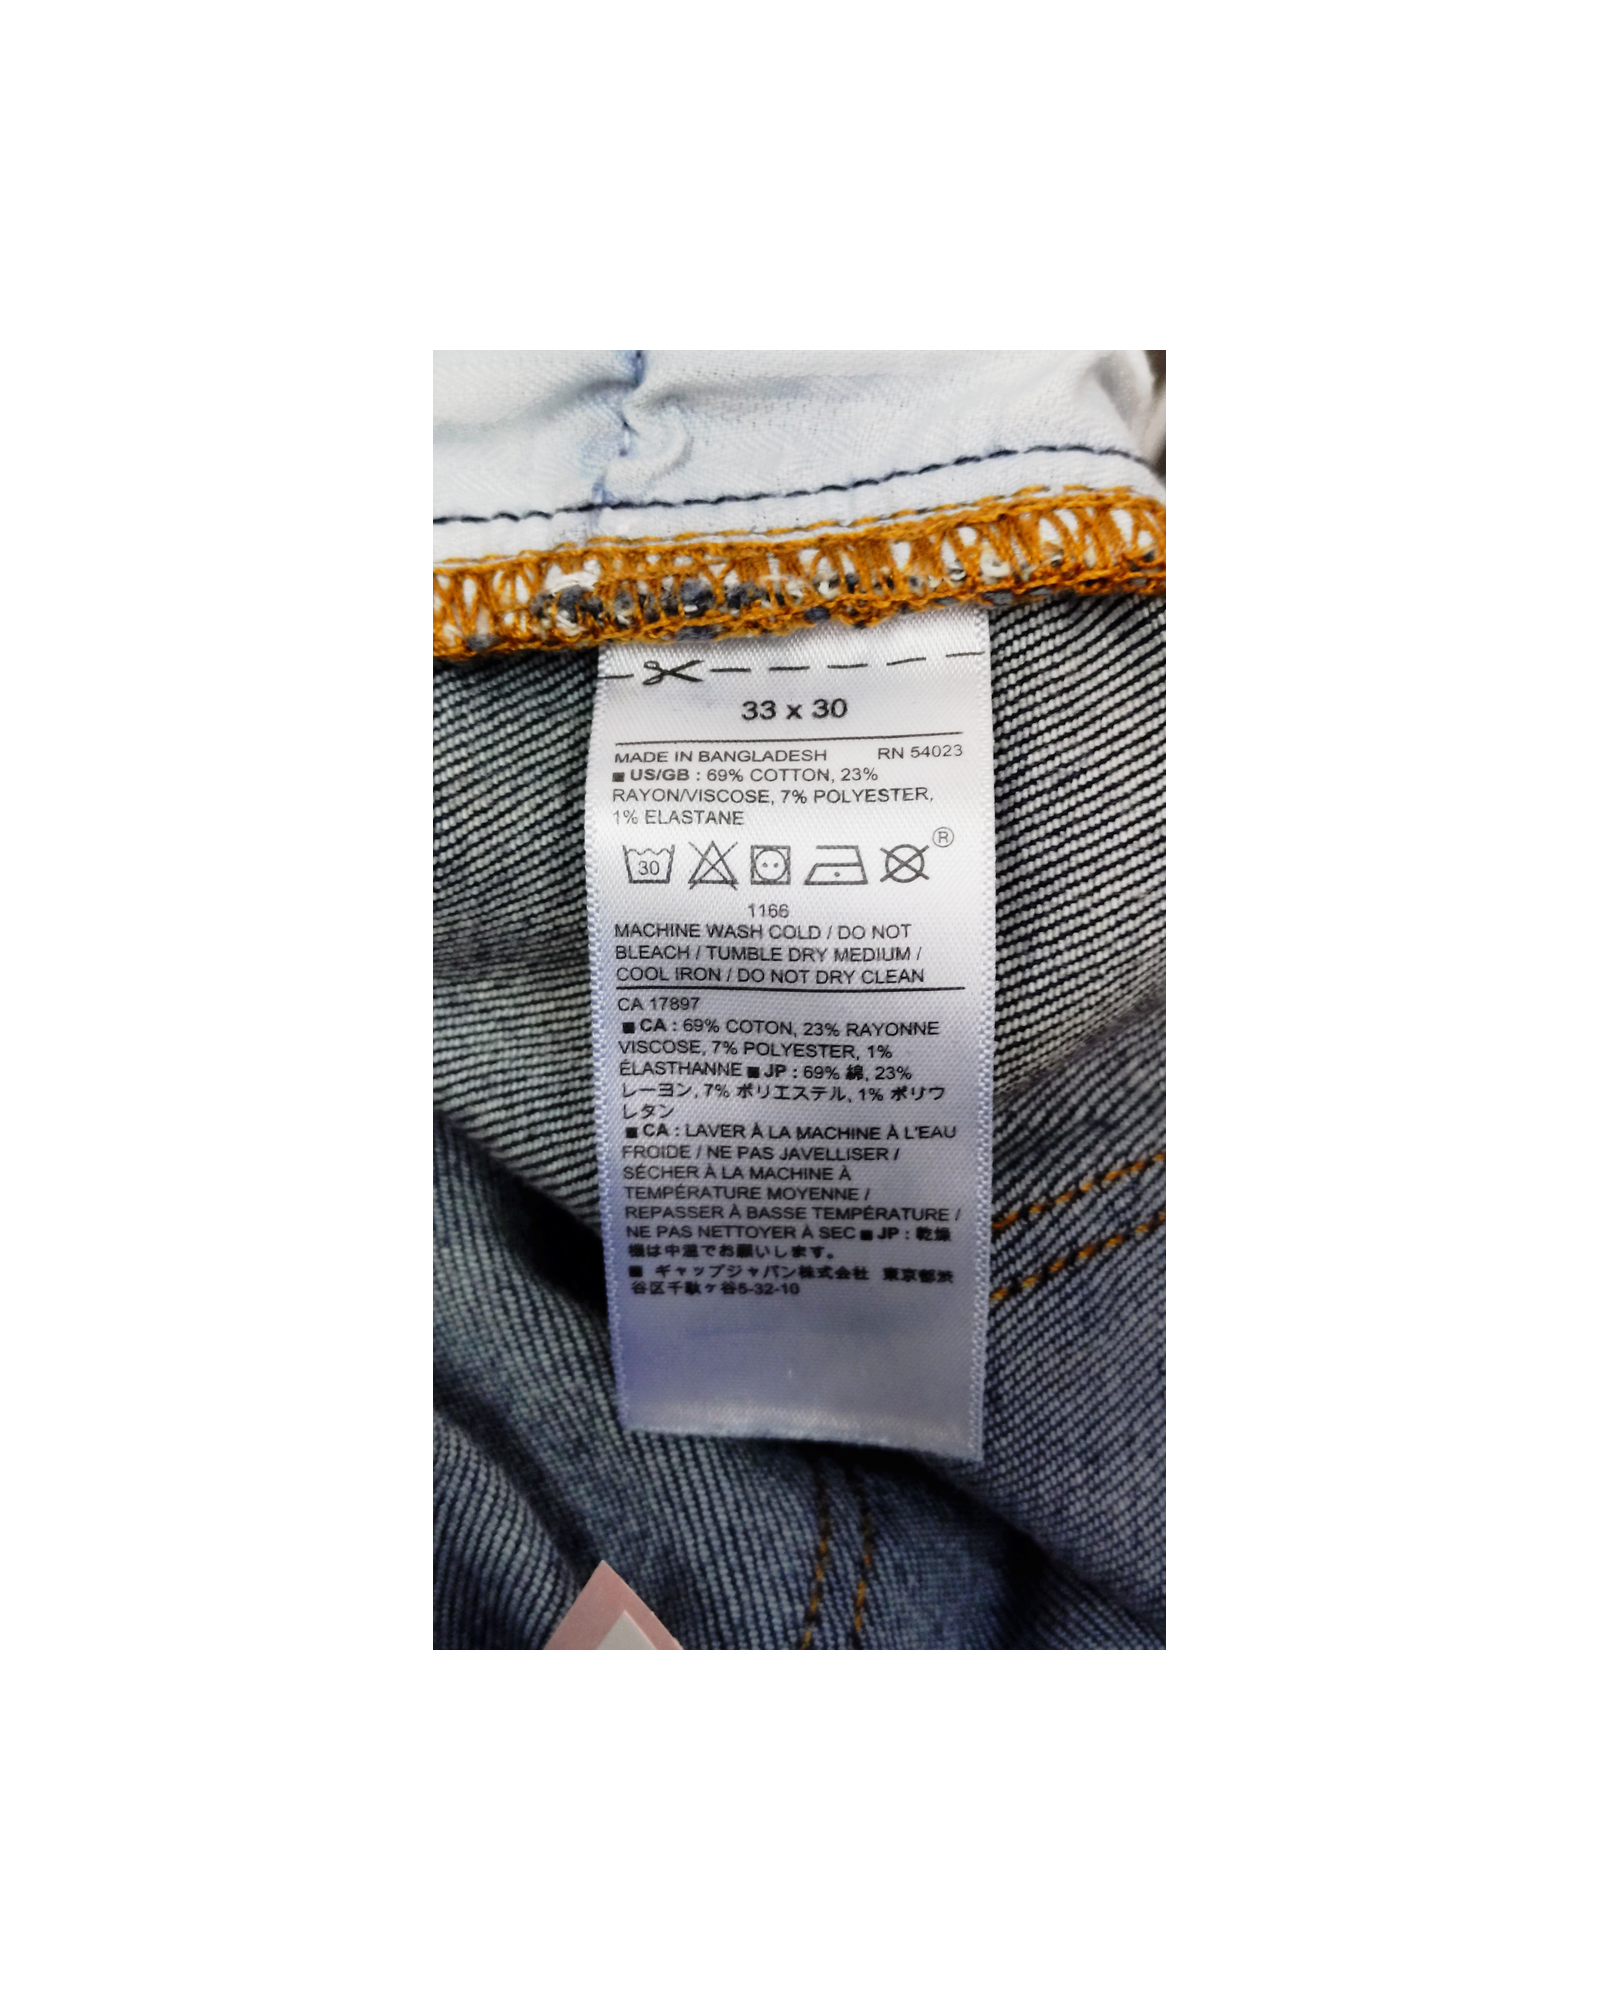 33 x 30
MADE IN BANGLADESH RN 54023
■ US/GB : 69% COTTON, 23%
RAYON/VISCOSE, 7% POLYESTER,
1% ELASTANE
30 ®
1166
MACHINE WASH COLD / DO NOT
BLEACH / TUMBLE DRY MEDIUM /
COOL IRON / DO NOT DRY CLEAN
CA 17897
■ CA : 69% COTON, 23% RAYONNE
VISCOSE, 7% POLYESTER, 1%
ÉLASTHANNE ■ JP : 69% 綿, 23%
レーヨン, 7% ポリエステル, 1% ポリウ
レタン
■ CA : LAVER À LA MACHINE À L'EAU
FROIDE / NE PAS JAVELLISER /
SÉCHER À LA MACHINE À
TEMPÉRATURE MOYENNE /
REPASSER À BASSE TEMPÉRATURE /
NE PAS NETTOYER À SEC ■ JP : 乾燥
機は中温でお願いします。
■ ギャップジャパン株式会社 東京都渋
谷区千駄ヶ谷5-32-10